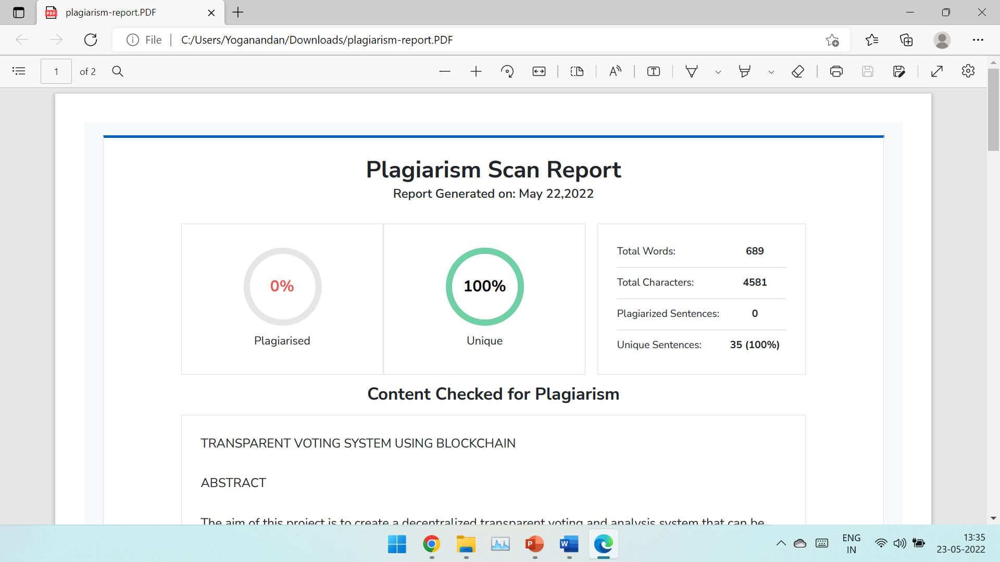 plagiarism-report.PDF
File
C:/Users/Yoganandan/Downloads/plagiarism-report.PDF
1 of 2
Plagiarism Scan Report
Report Generated on: May 22,2022
0%
Plagiarised
100%
Unique
Total Words: 689
Total Characters: 4581
Plagiarized Sentences: 0
Unique Sentences: 35 (100%)
Content Checked for Plagiarism
TRANSPARENT VOTING SYSTEM USING BLOCKCHAIN
ABSTRACT
The aim of this project is to create a decentralized transparent voting and analysis system that can be
ENG
IN
13:35
23-05-2022